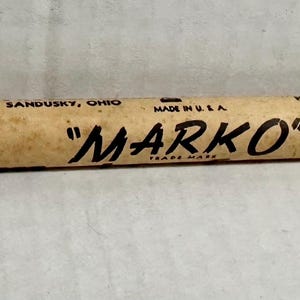 SANDUSKY, OHIO
MADE IN U. S. A.
"MARKO"
TRADE MARK